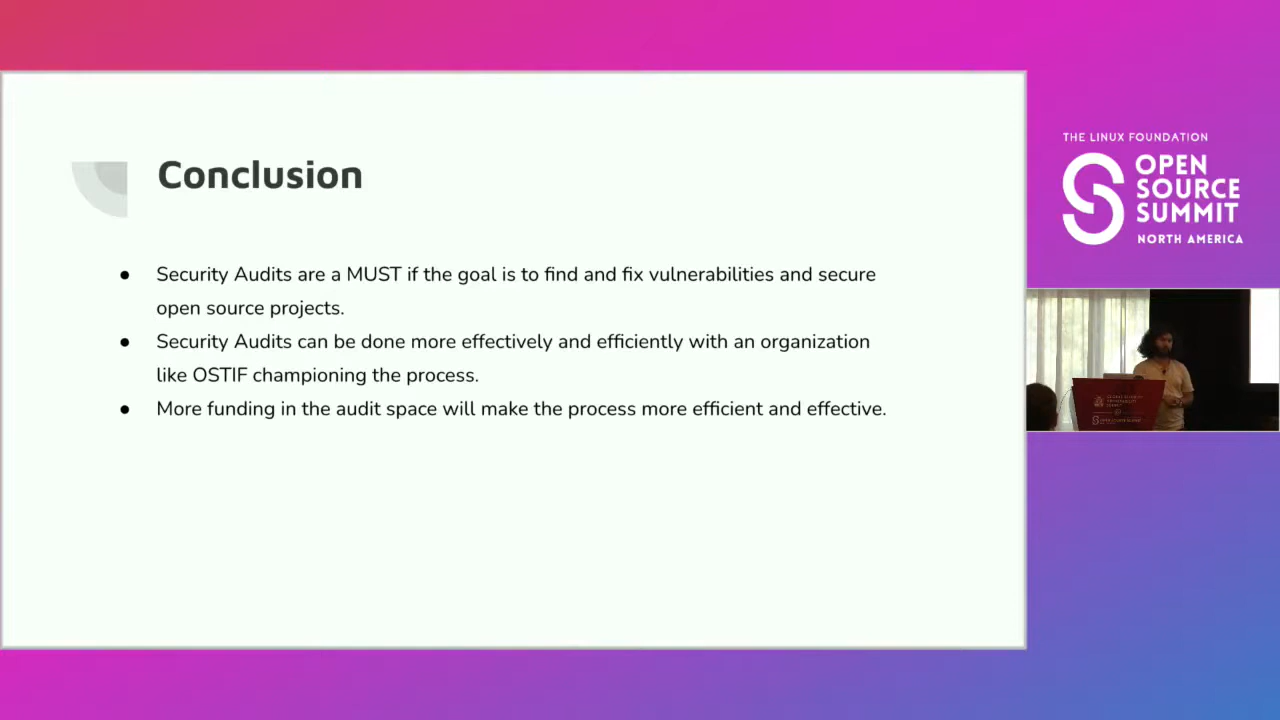 Conclusion
● Security Audits are a MUST if the goal is to find and fix vulnerabilities and secure
open source projects.
● Security Audits can be done more effectively and efficiently with an organization
like OSTIF championing the process.
● More funding in the audit space will make the process more efficient and effective.
THE LINUX FOUNDATION
OPEN
SOURCE
SUMMIT
NORTH AMERICA